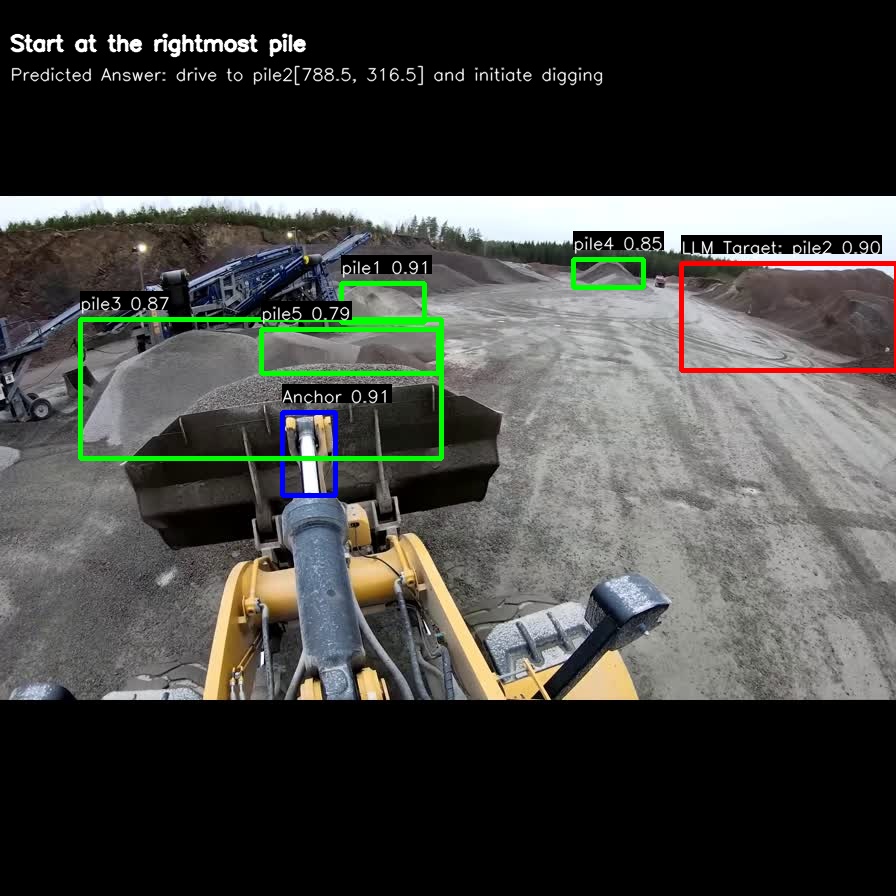 Start at the rightmost pile
Predicted Answer: drive to pile2[788.5, 316.5] and initiate digging
pile4 0.85
LLM Target: pile2 0.90
pile1 0.91
pile3 0.87
pile5 0.79
Anchor 0.91